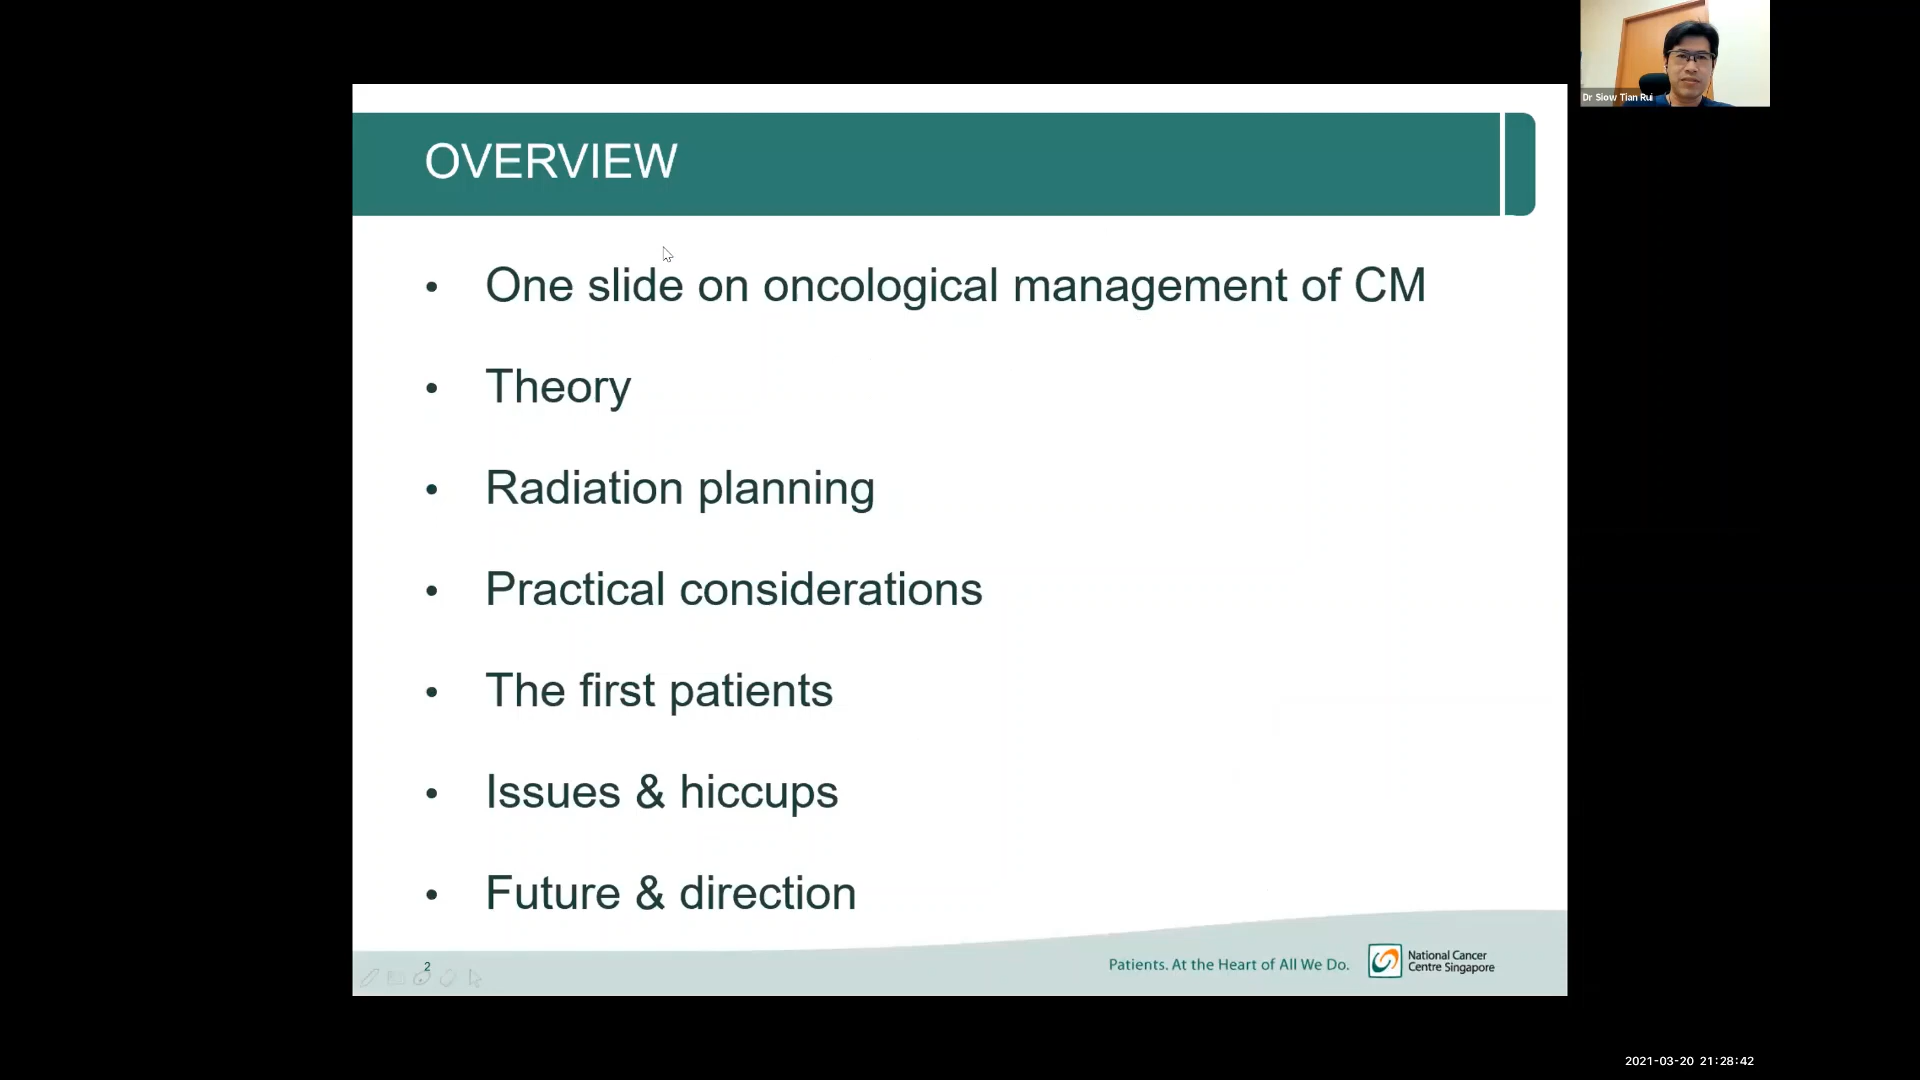 Dr Siow Tian Rui
OVERVIEW
• One slide on oncological management of CM
• Theory
• Radiation planning
• Practical considerations
• The first patients
• Issues & hiccups
• Future & direction
2
Patients. At the Heart of All We Do.
National Cancer
Centre Singapore
2021-03-20 21:28:42